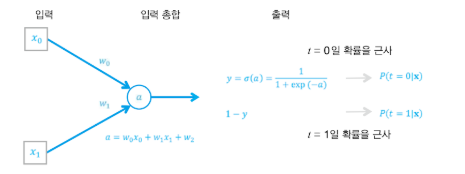 입력
입력 총합
출력
x₀
w₀
t = 0일 확률을 근사
y = σ(a) = 1 / (1 + exp (−a))
P(t = 0|x)
a
w₁
1 − y
P(t = 1|x)
t = 1일 확률을 근사
a = w₀x₀ + w₁x₁ + w₂
x₁